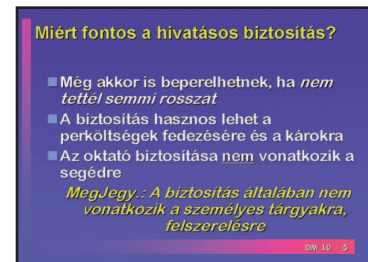 Miért fontos a hivatásos biztosítás?
Még akkor is beperelhetnek, ha nem
tettél semmi rosszat
A biztosítás hasznos lehet a
perköltségek fedezésére és a károkra
Az oktató biztosítása nem vonatkozik a
segédre
MegJegy.: A biztosítás általában nem
vonatkozik a személyes tárgyakra,
felszerelésre
DM 10 - 5